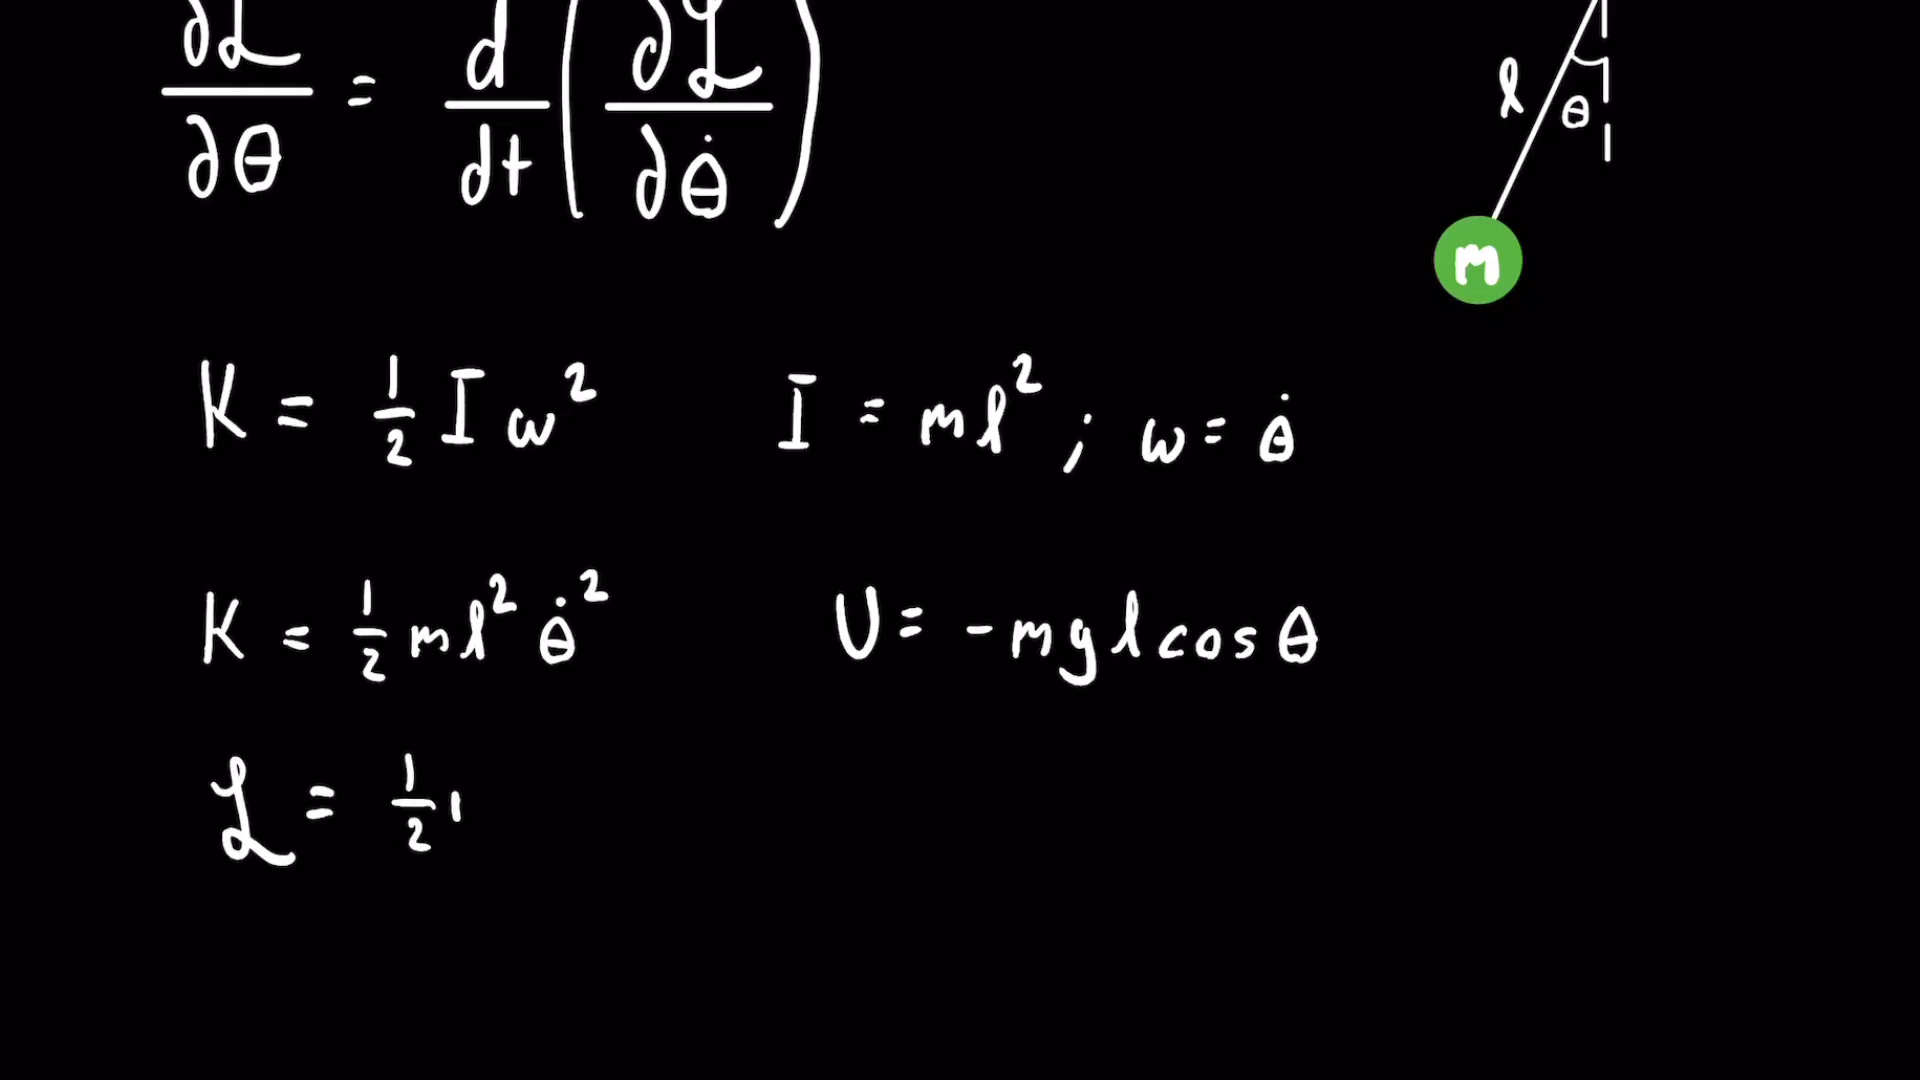 ∂ℒ/∂θ = d/dt (∂ℒ/∂θ̇)
l θ
m
K = 1/2 I ω² I = ml² ; ω = θ̇
K = 1/2 ml² θ̇² U = -mgl cos θ
ℒ = 1/2